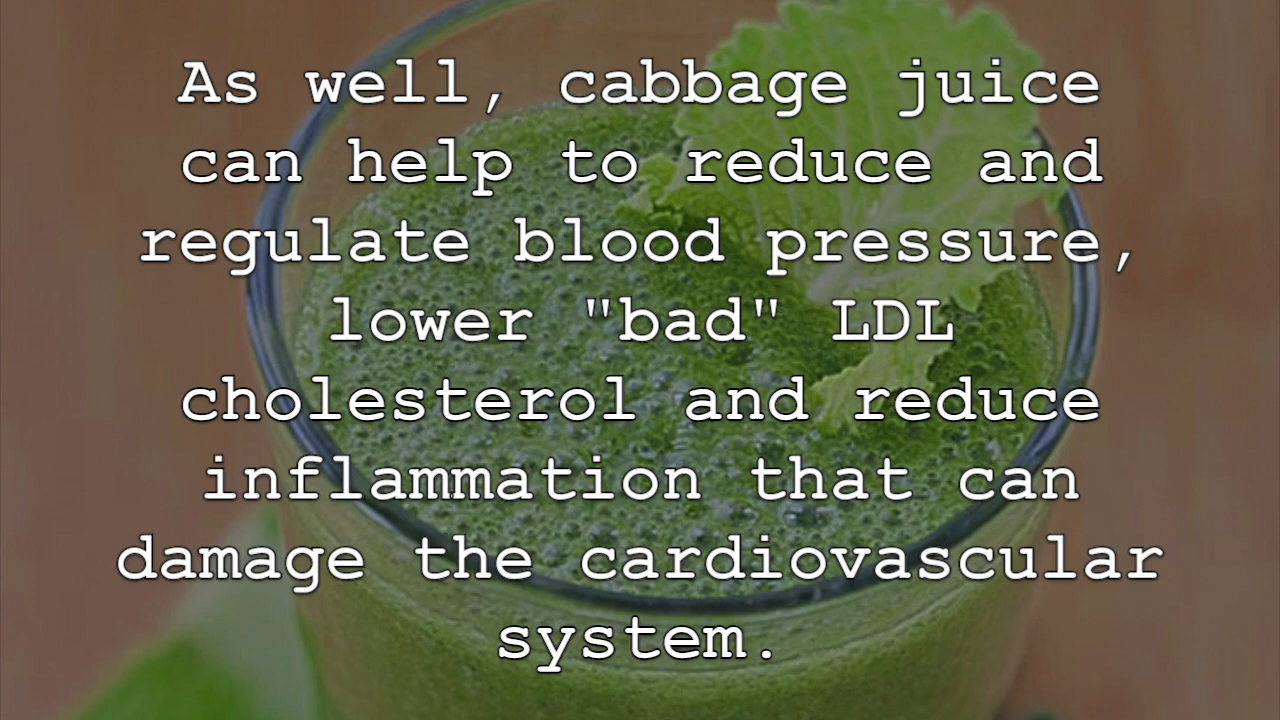 As well, cabbage juice
can help to reduce and
regulate blood pressure,
lower "bad" LDL
cholesterol and reduce
inflammation that can
damage the cardiovascular
system.